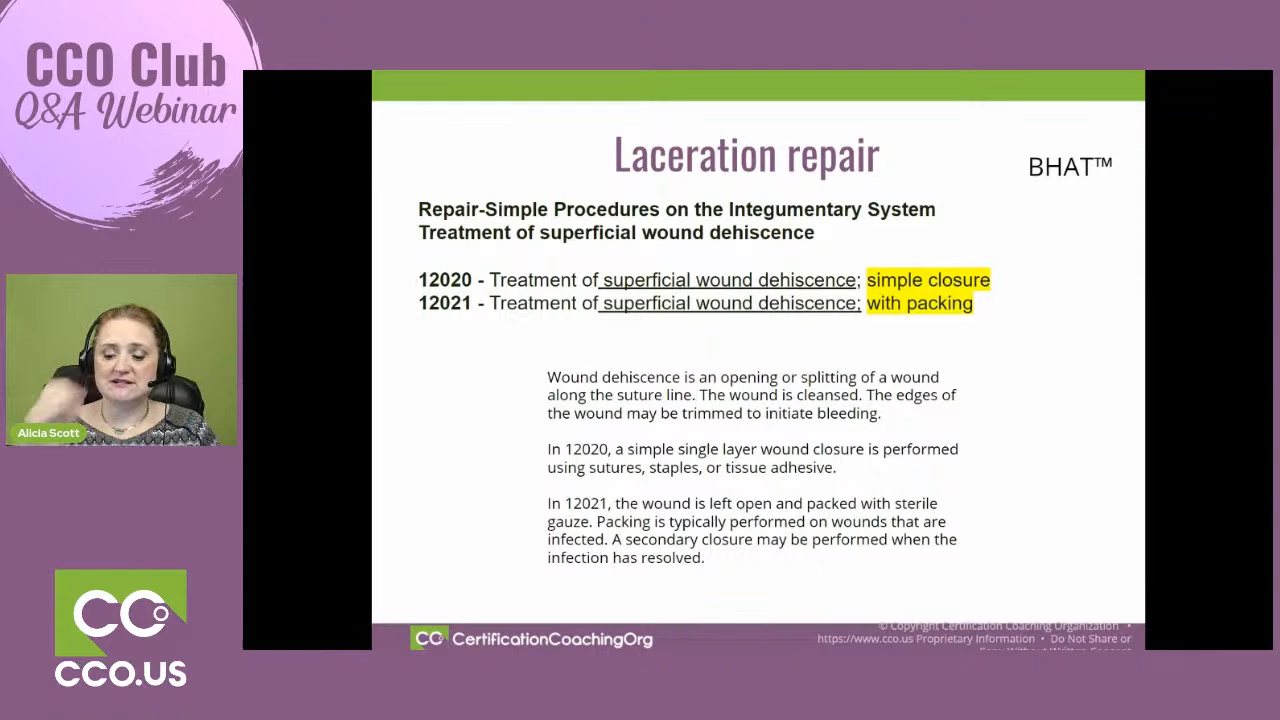 CCO Club
Q&A Webinar
Laceration repair
BHAT™
Repair-Simple Procedures on the Integumentary System
Treatment of superficial wound dehiscence
12020 - Treatment of superficial wound dehiscence; simple closure
12021 - Treatment of superficial wound dehiscence; with packing
Wound dehiscence is an opening or splitting of a wound
along the suture line. The wound is cleansed. The edges of
the wound may be trimmed to initiate bleeding.
In 12020, a simple single layer wound closure is performed
using sutures, staples, or tissue adhesive.
In 12021, the wound is left open and packed with sterile
gauze. Packing is typically performed on wounds that are
infected. A secondary closure may be performed when the
infection has resolved.
Alicia Scott
CCO
CCO.US
CCO CertificationCoachingOrg
© Copyright Certification Coaching Organization •
https://www.cco.us Proprietary Information • Do Not Share or